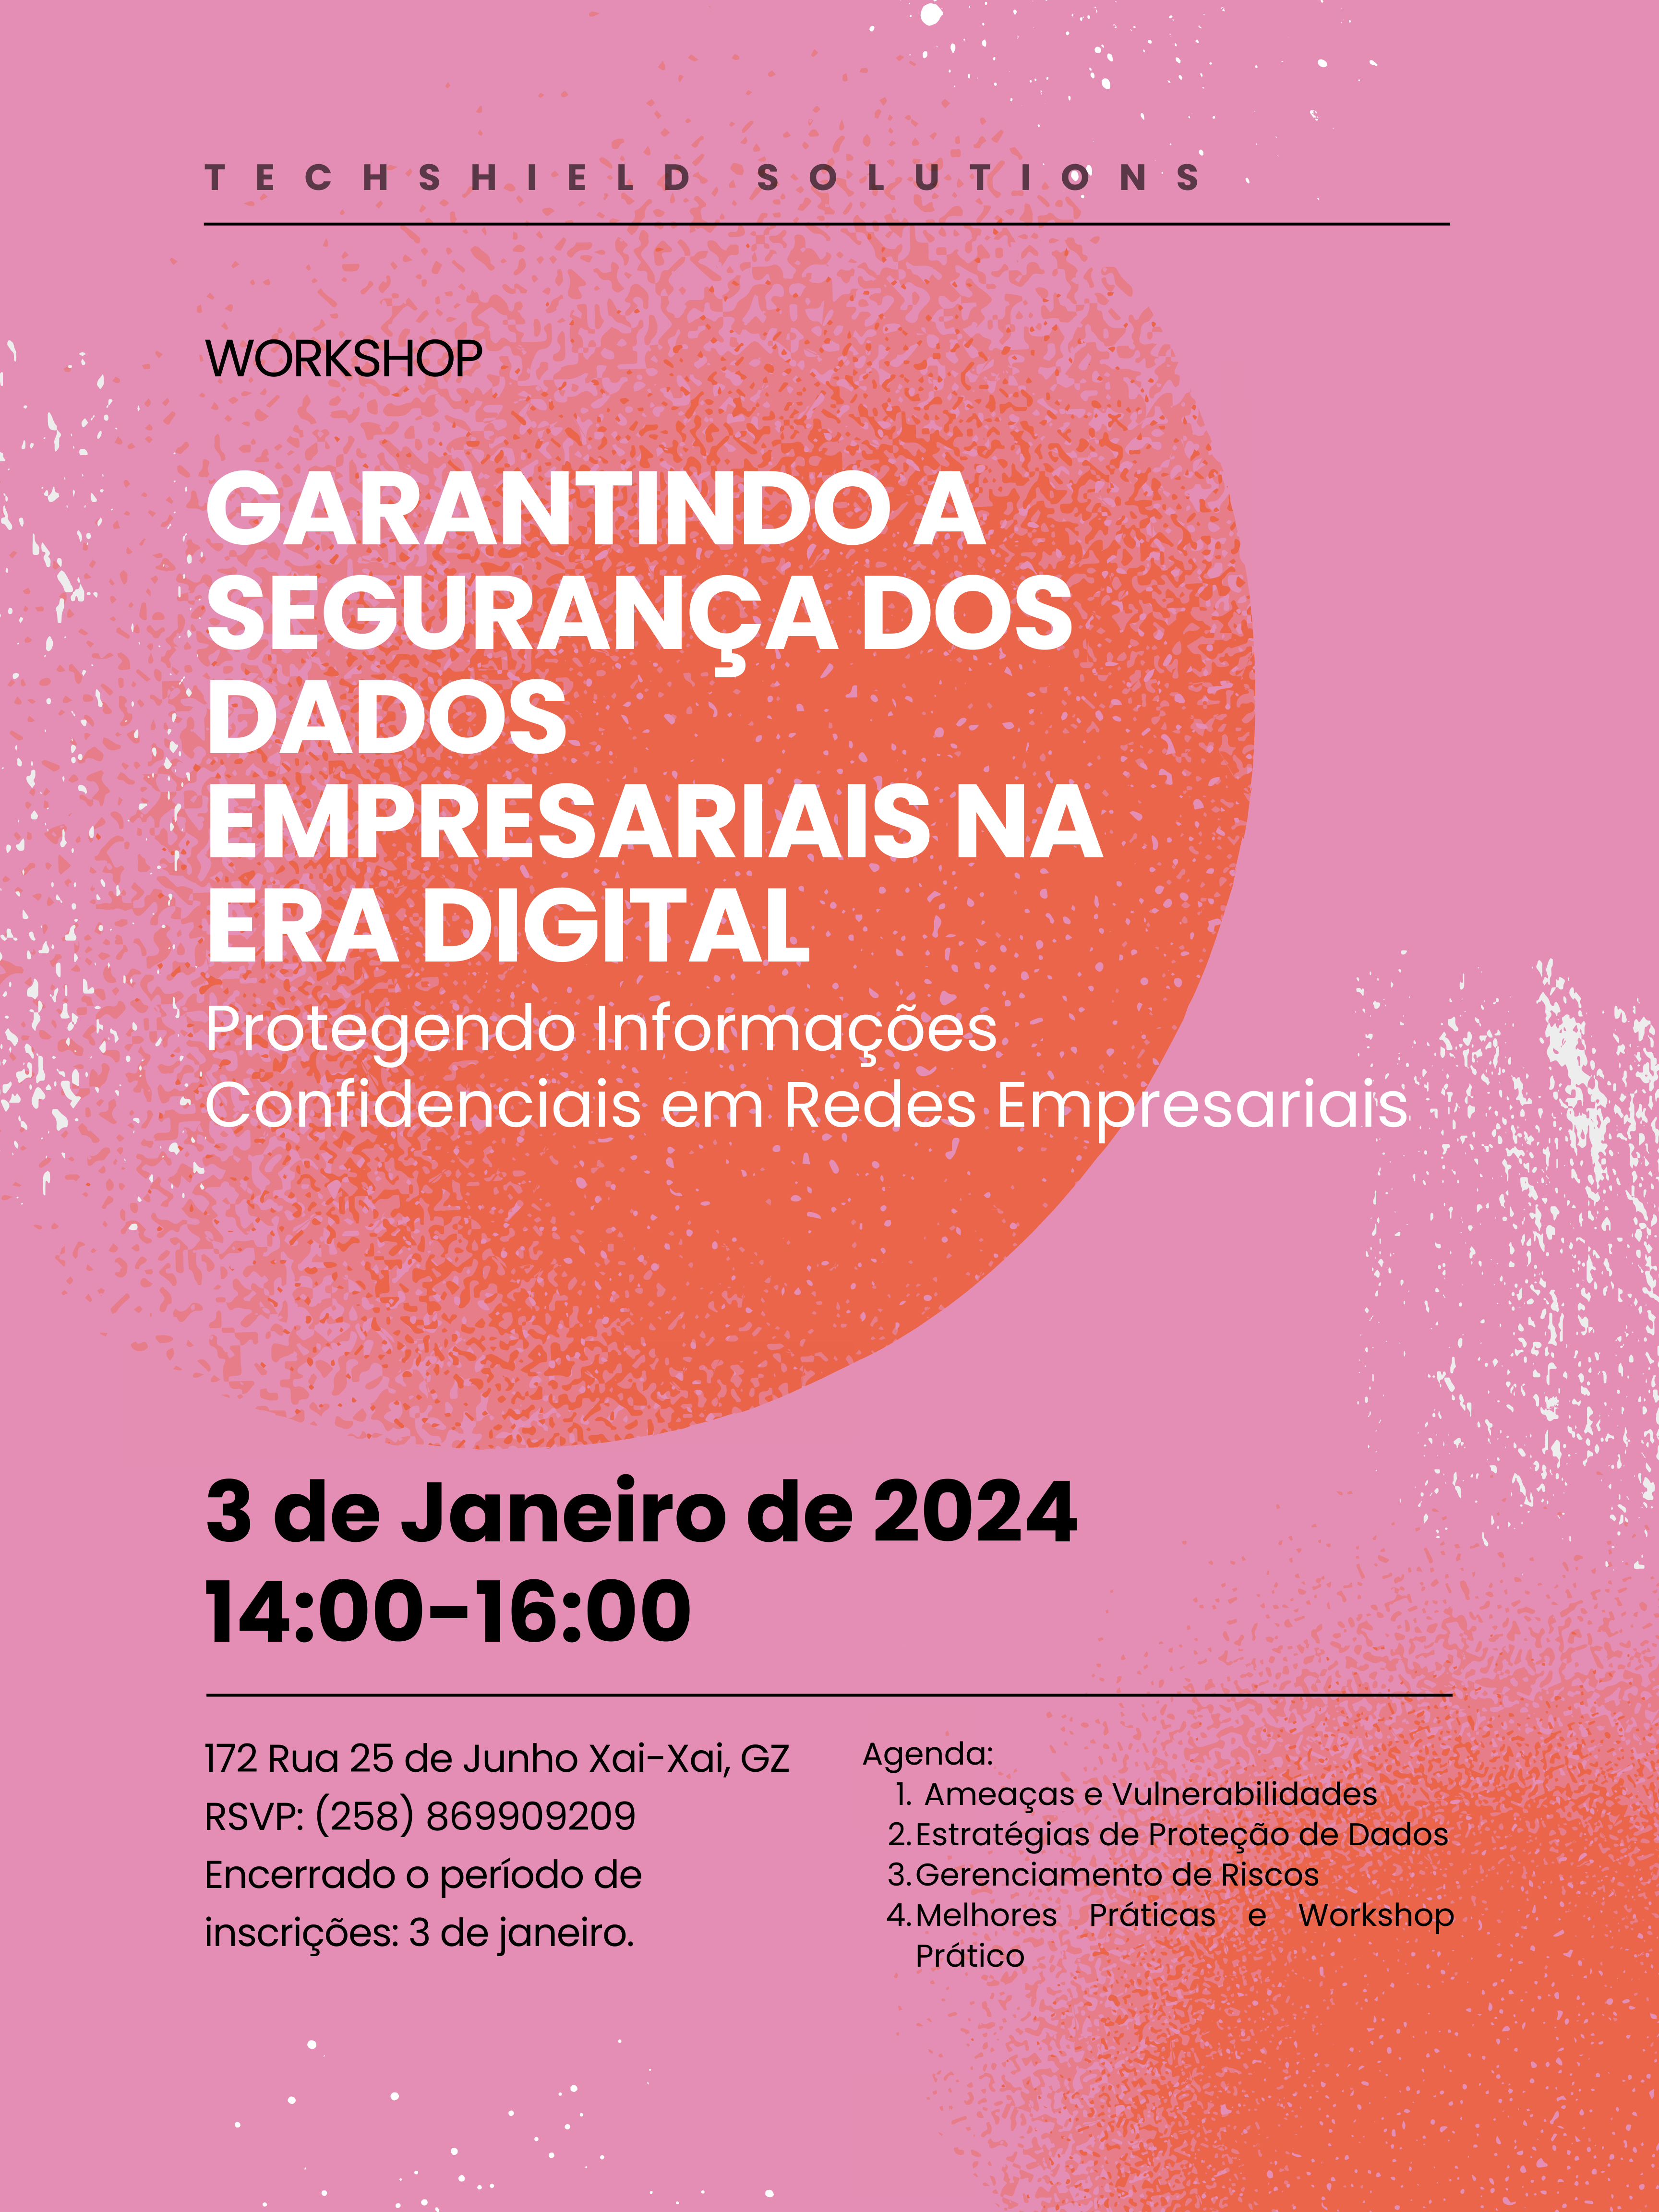 TECHSHIELD SOLUTIONS
WORKSHOP
GARANTINDO A
SEGURANÇA DOS
DADOS
EMPRESARIAIS NA
ERA DIGITAL
Protegendo Informações
Confidenciais em Redes Empresariais
3 de Janeiro de 2024
14:00-16:00
172 Rua 25 de Junho Xai-Xai, GZ
RSVP: (258) 869909209
Encerrado o período de
inscrições: 3 de janeiro.
Agenda:
1. Ameaças e Vulnerabilidades
2. Estratégias de Proteção de Dados
3. Gerenciamento de Riscos
4. Melhores Práticas e Workshop
Prático